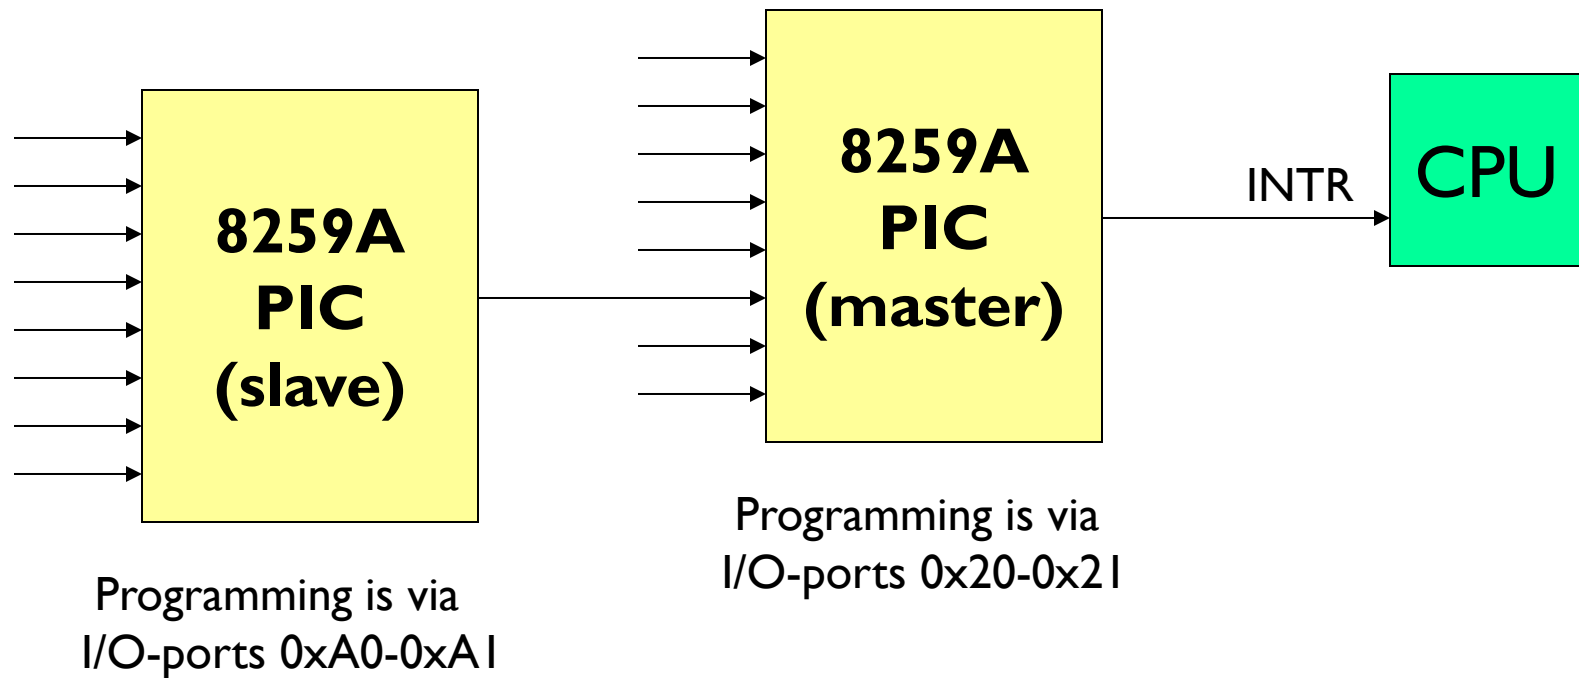 8259A
PIC
(slave)
Programming is via
I/O-ports 0xA0-0xA1
8259A
PIC
(master)
Programming is via
I/O-ports 0x20-0x21
INTR
CPU